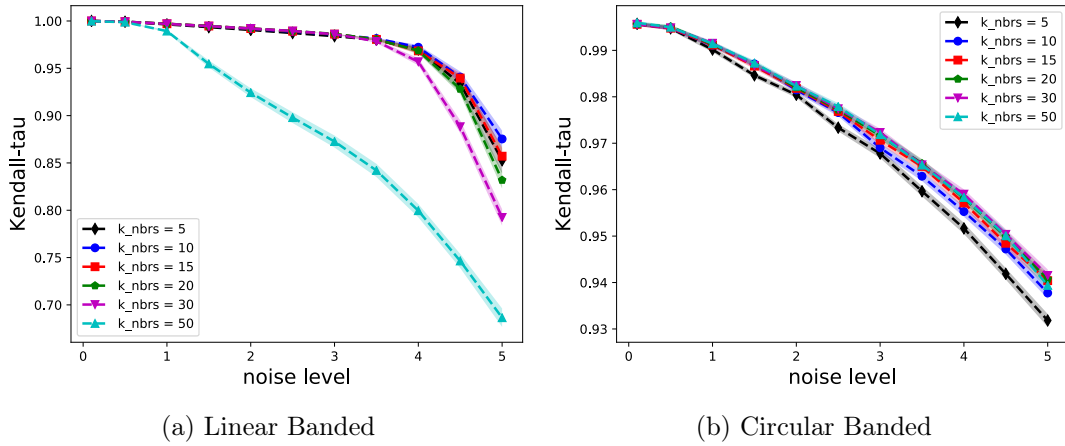 1.00
0.95
0.90
0.85
0.80
0.75
0.70
Kendall-tau
k_nbrs = 5
k_nbrs = 10
k_nbrs = 15
k_nbrs = 20
k_nbrs = 30
k_nbrs = 50
0 1 2 3 4 5
noise level
(a) Linear Banded
0.99
0.98
0.97
0.96
0.95
0.94
0.93
Kendall-tau
k_nbrs = 5
k_nbrs = 10
k_nbrs = 15
k_nbrs = 20
k_nbrs = 30
k_nbrs = 50
0 1 2 3 4 5
noise level
(b) Circular Banded